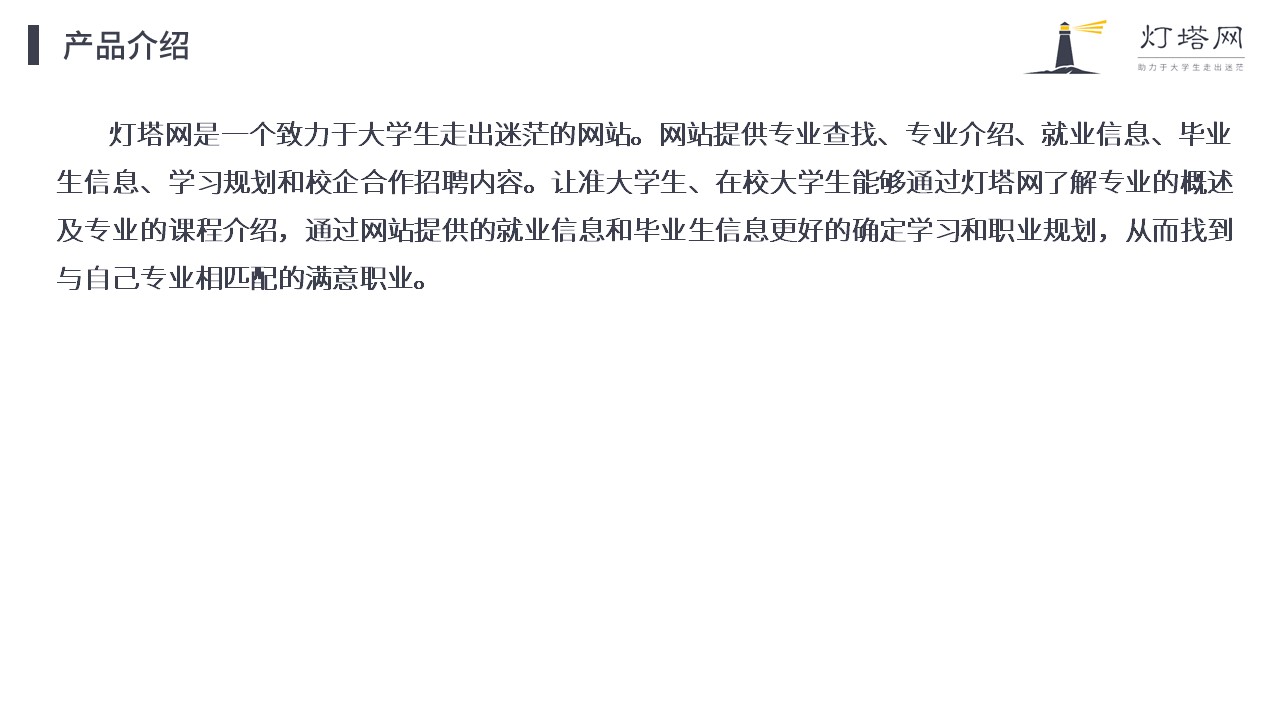 产品介绍
灯塔网
助力于大学生走出迷茫
灯塔网是一个致力于大学生走出迷茫的网站。网站提供专业查找、专业介绍、就业信息、毕业
生信息、学习规划和校企合作招聘内容。让准大学生、在校大学生能够通过灯塔网了解专业的概述
及专业的课程介绍，通过网站提供的就业信息和毕业生信息更好的确定学习和职业规划，从而找到
与自己专业相匹配的满意职业。